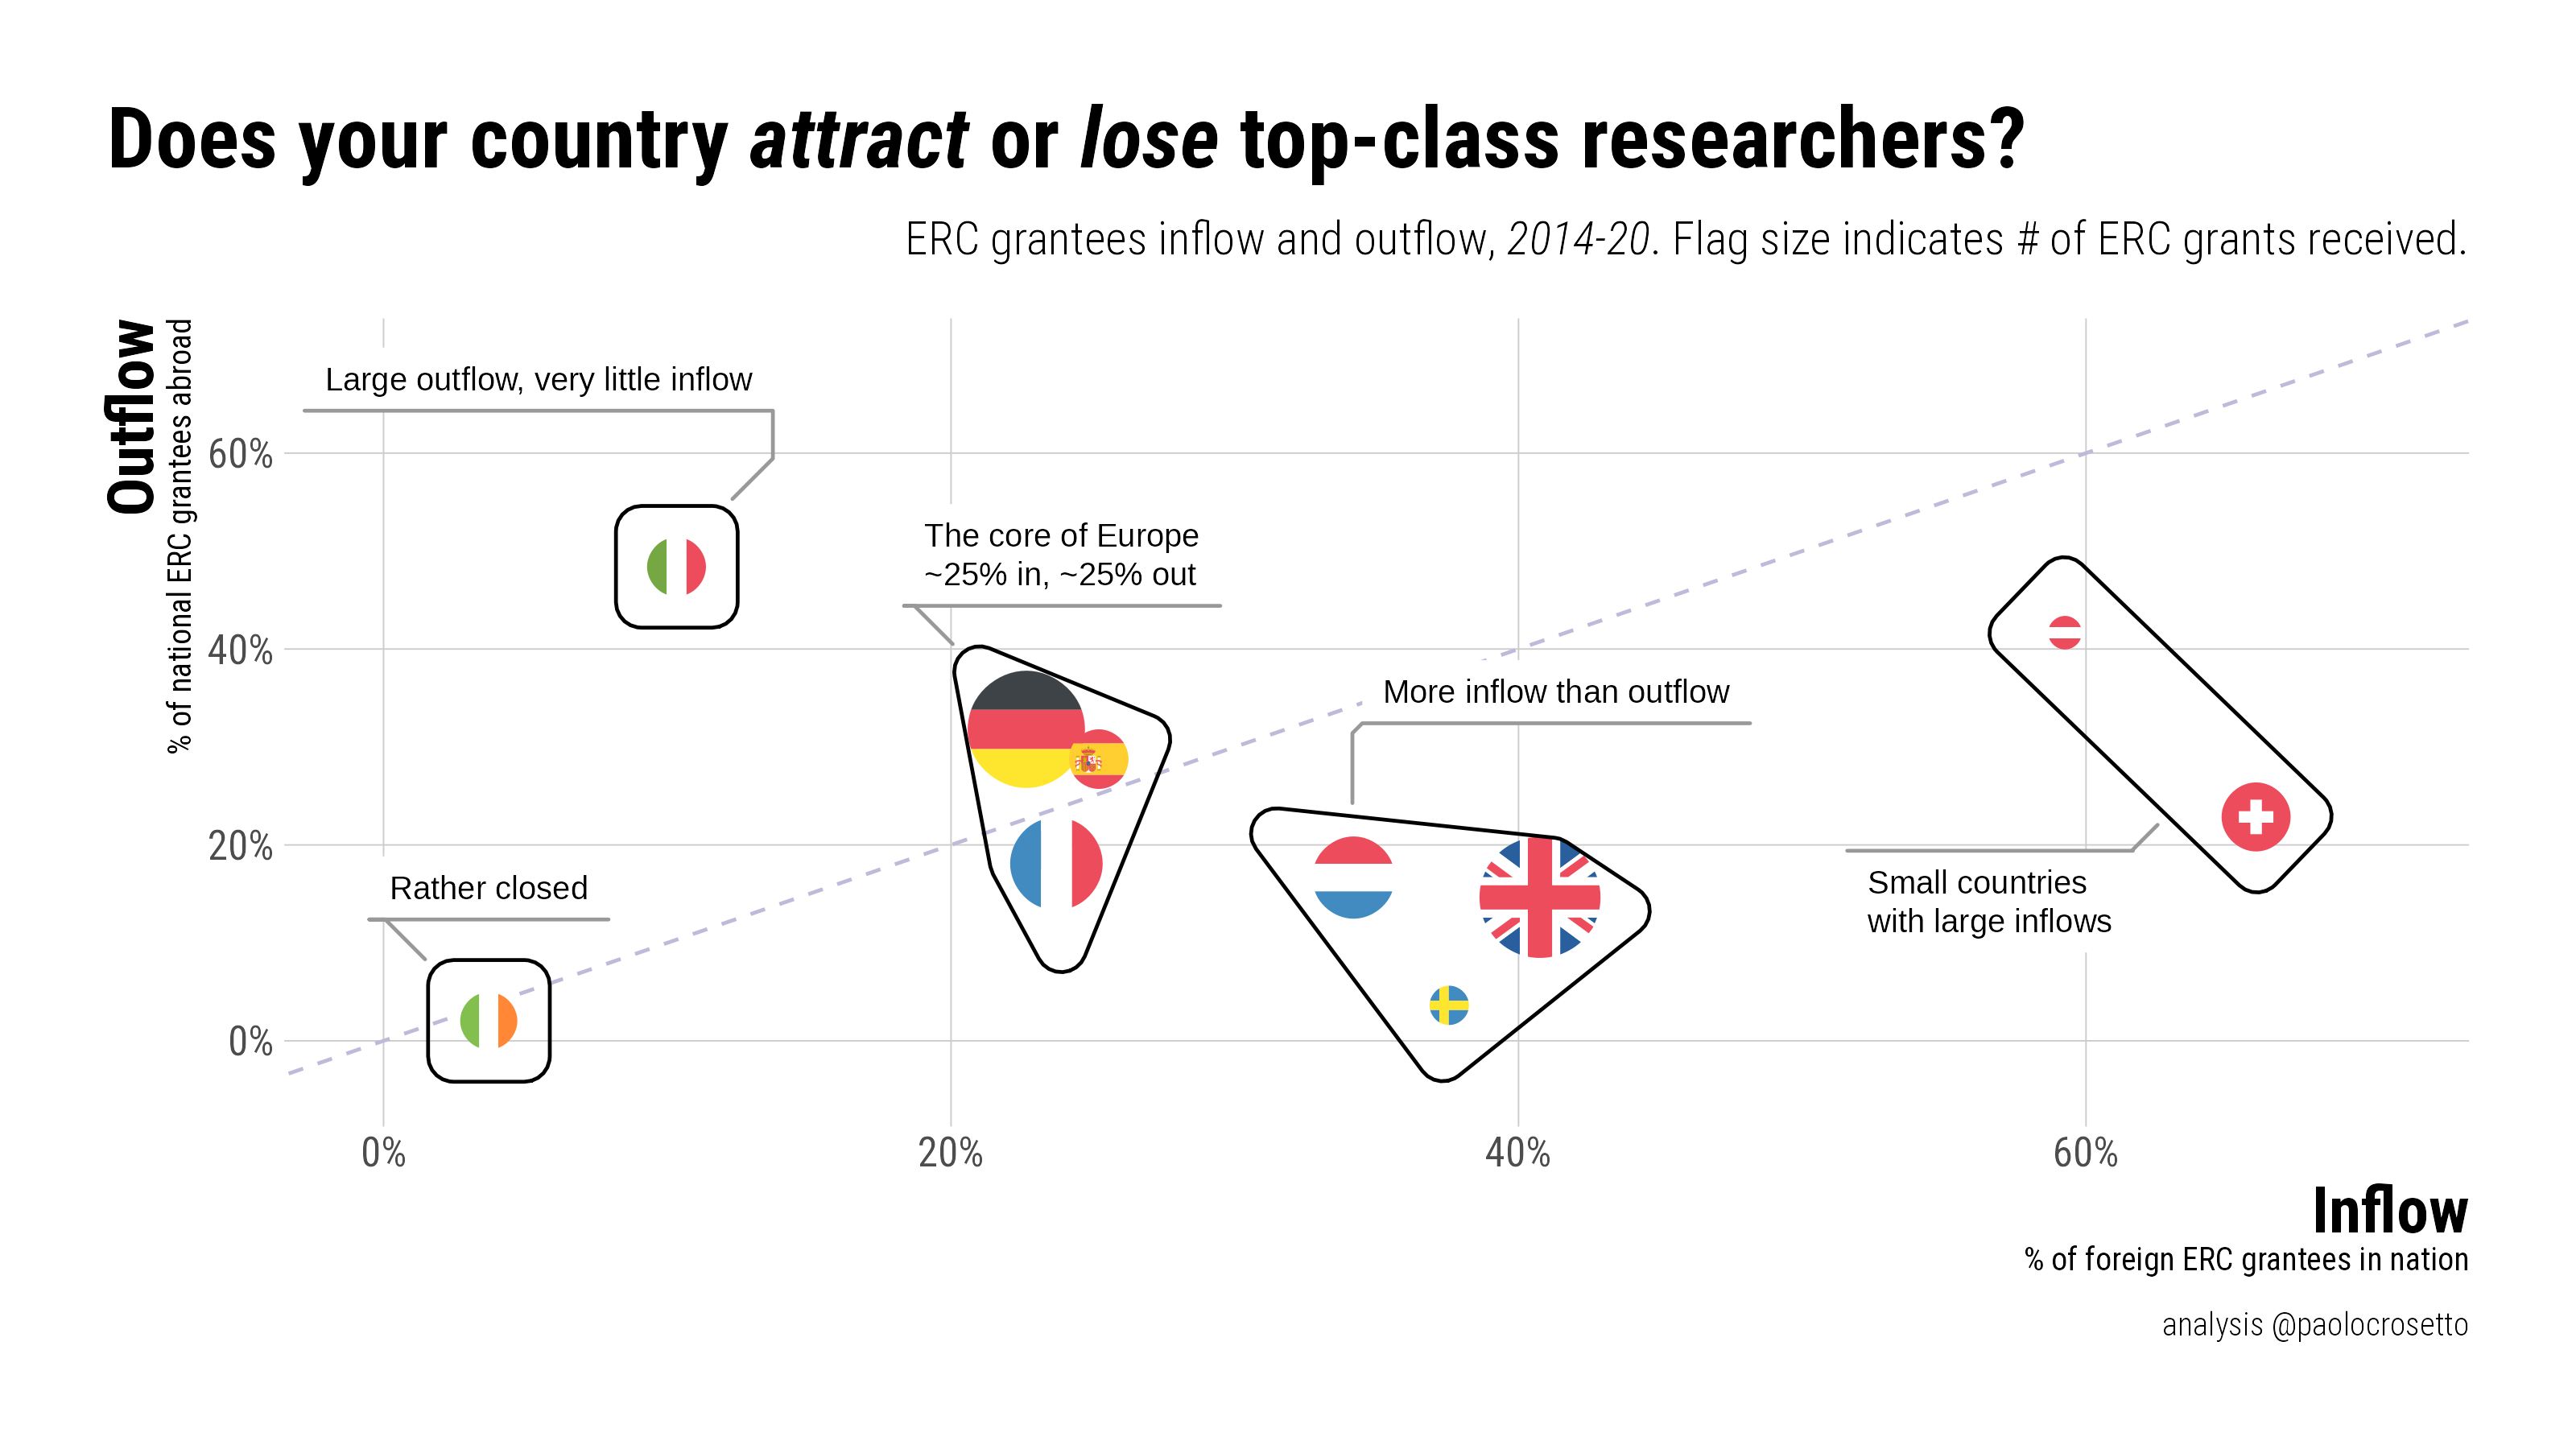 Does your country attract or lose top-class researchers?
ERC grantees inflow and outflow, 2014-20. Flag size indicates # of ERC grants received.
Outflow
% of national ERC grantees abroad
60%
40%
20%
0%
Large outflow, very little inflow
The core of Europe
~25% in, ~25% out
More inflow than outflow
Rather closed
Small countries
with large inflows
0%
20%
40%
60%
Inflow
% of foreign ERC grantees in nation
analysis @paolocrosetto